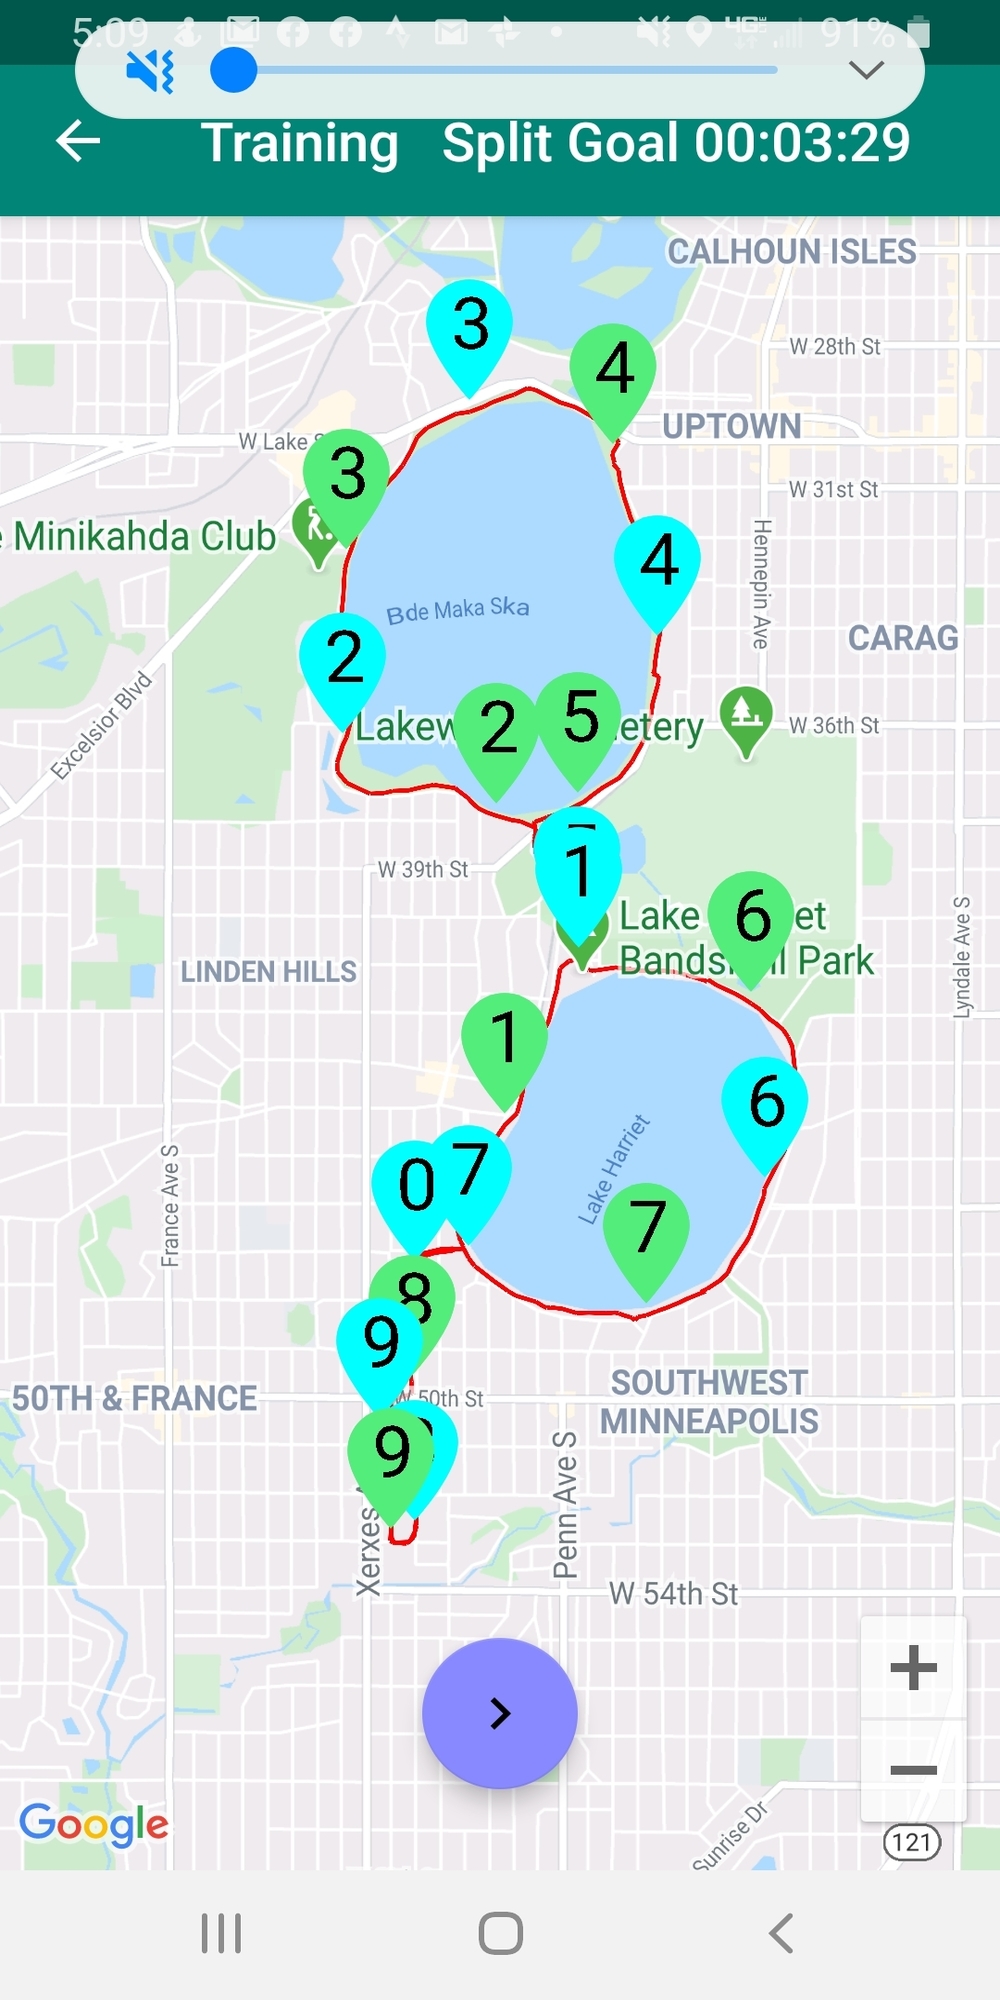 5:09
91%
Training Split Goal 00:03:29
CALHOUN ISLES
3
W 28th St
4
UPTOWN
W Lake S
3
W 31st St
Minikahda Club
4
Hennepin Ave
Bde Maka Ska
CARAG
2
Excelsior Blvd
2
5
W 36th St
1
W 39th St
6
Lake
et
Park
LINDEN HILLS
Lyndale Ave S
1
6
Lake Harriet
France Ave S
0
7
7
8
9
W 50th St
50TH & FRANCE
SOUTHWEST
MINNEAPOLIS
9
Xerxes
Penn Ave S
W 54th St
+
−
Google
Sunrise Dr
121